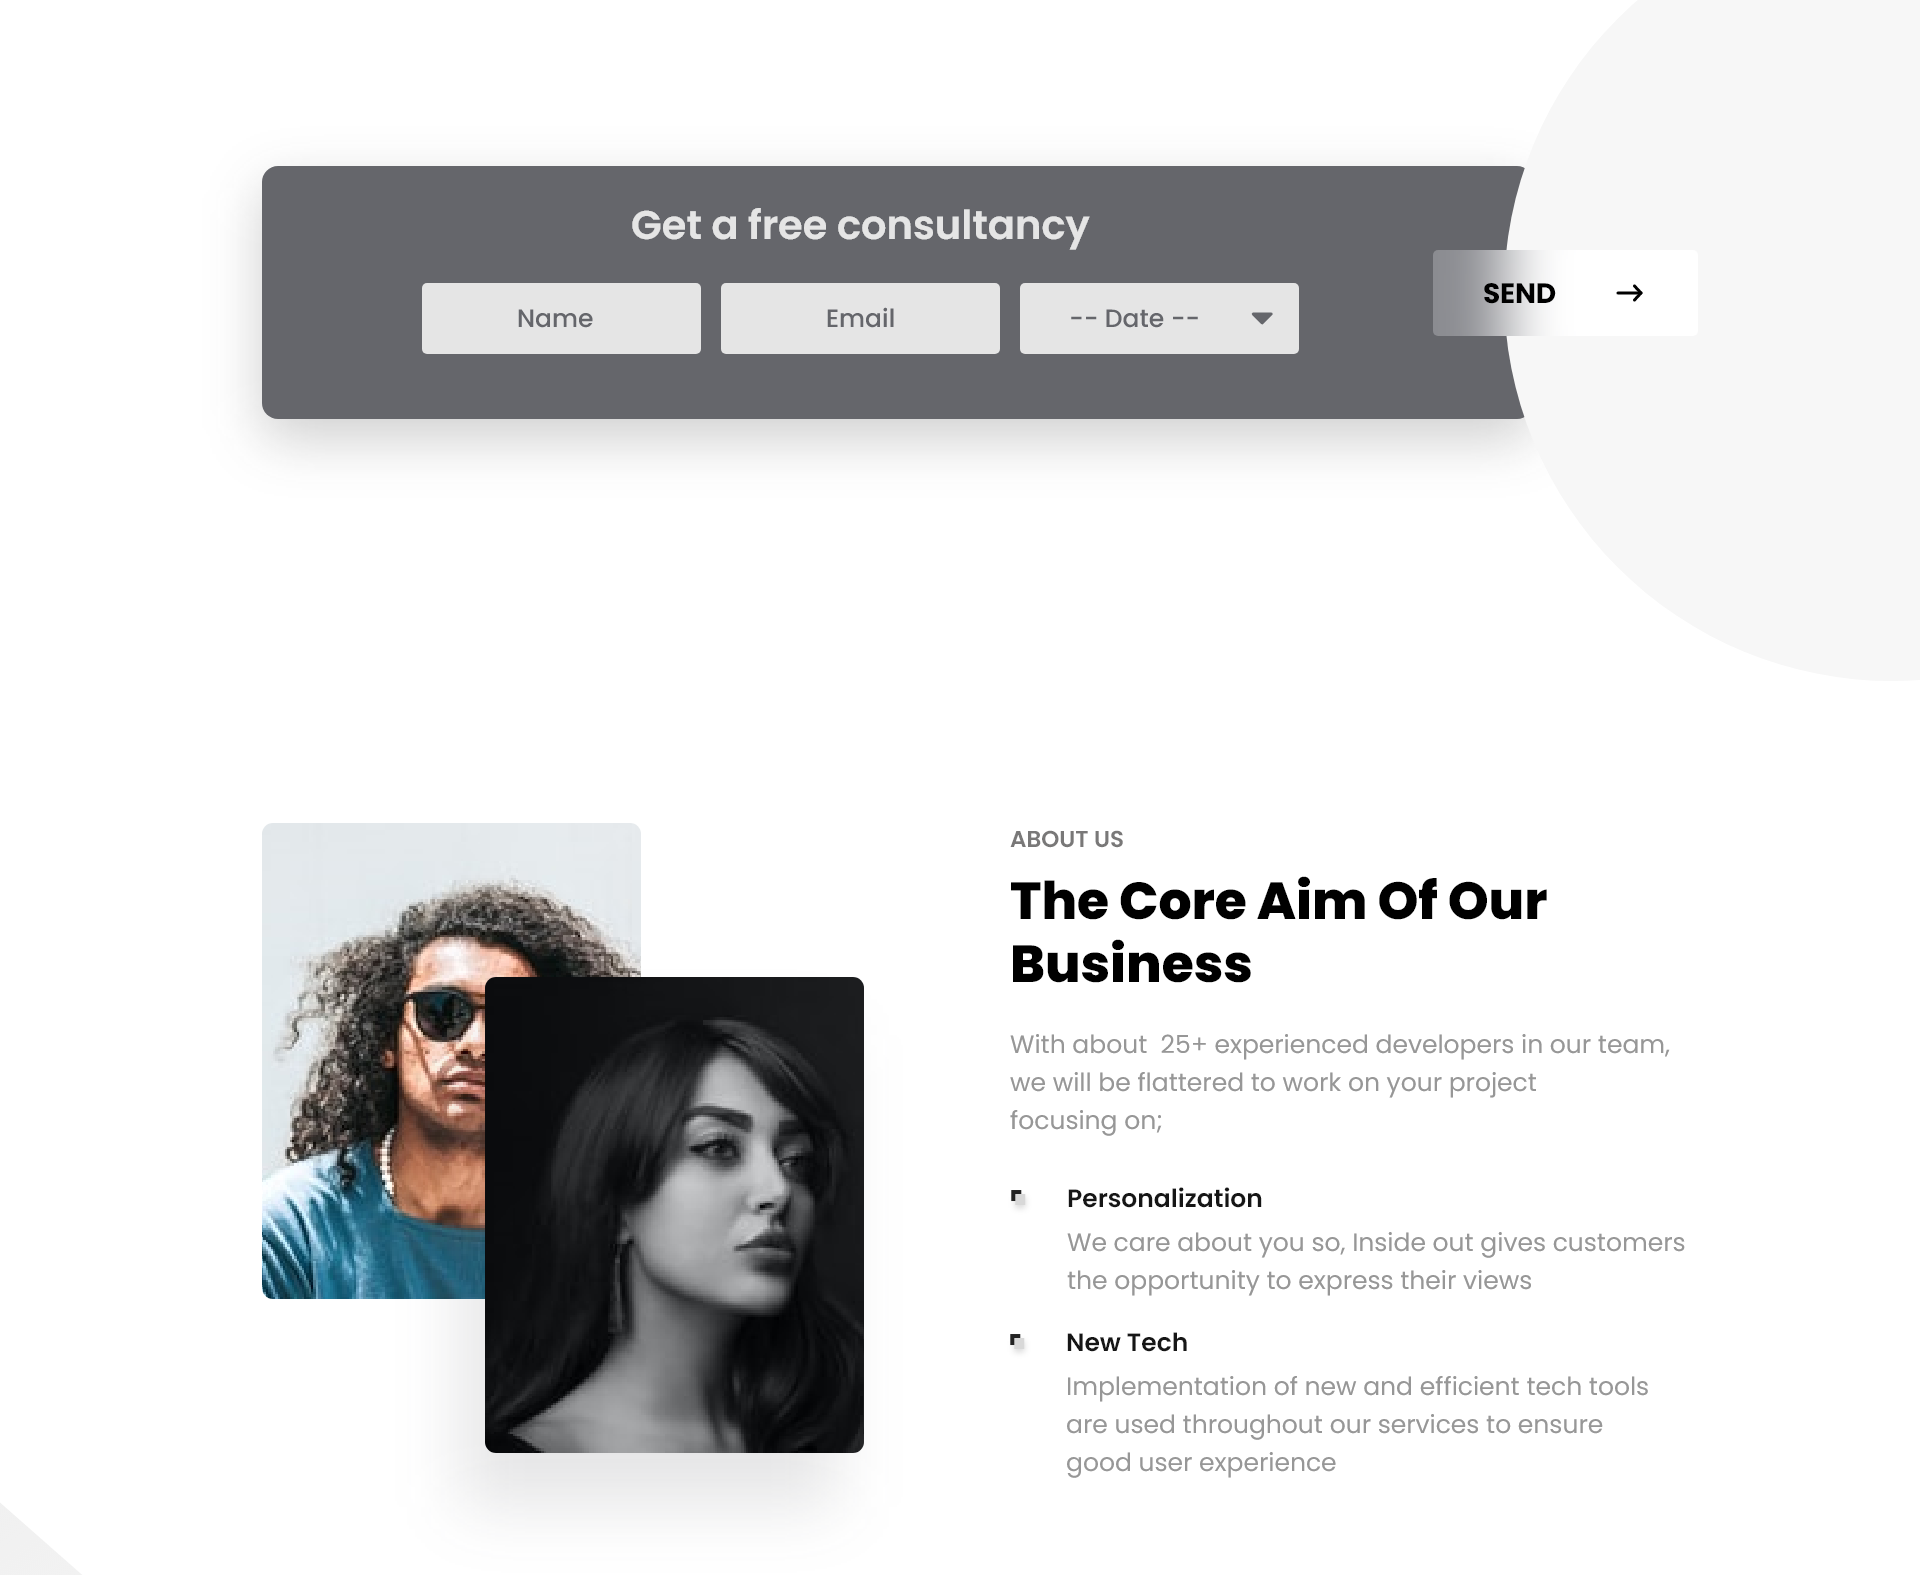 Get a free consultancy
Name
Email
-- Date --
SEND
ABOUT US
The Core Aim Of Our
Business
With about  25+ experienced developers in our team,
we will be flattered to work on your project
focusing on;
Personalization
We care about you so, Inside out gives customers
the opportunity to express their views
New Tech
Implementation of new and efficient tech tools
are used throughout our services to ensure
good user experience